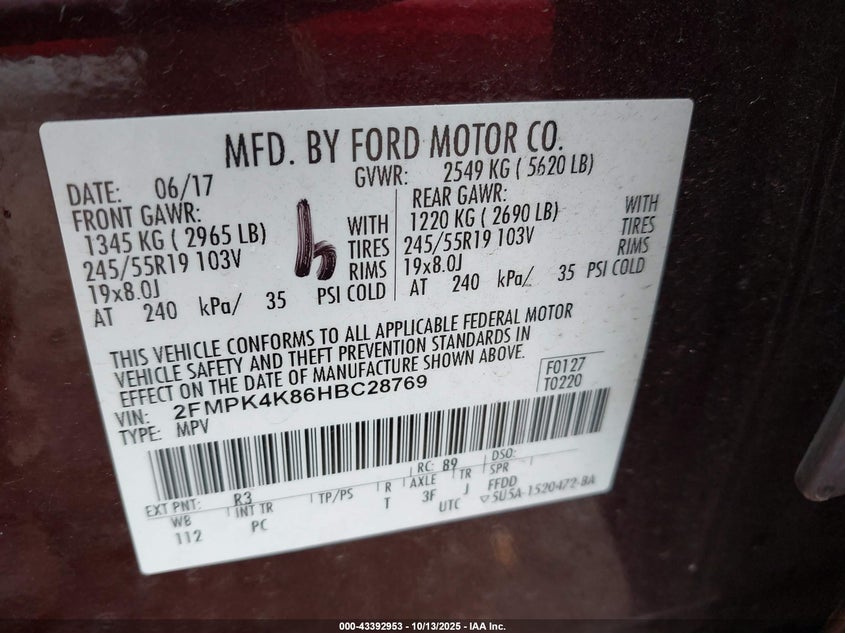 MFD. BY FORD MOTOR CO.
DATE: 06/17 GVWR: 2549 KG ( 5620 LB)
FRONT GAWR: REAR GAWR:
1345 KG ( 2965 LB) WITH 1220 KG ( 2690 LB) WITH
245/55R19 103V TIRES 245/55R19 103V TIRES
19x8.0J RIMS 19x8.0J RIMS
AT 240 kPa/ 35 PSI COLD AT 240 kPa/ 35 PSI COLD
h
THIS VEHICLE CONFORMS TO ALL APPLICABLE FEDERAL MOTOR
VEHICLE SAFETY AND THEFT PREVENTION STANDARDS IN
EFFECT ON THE DATE OF MANUFACTURE SHOWN ABOVE.
VIN: 2FMPK4K86HBC28769 F0127
TYPE: MPV T0220
EXT PNT: R3 RC: 89 DSO:
WB INT TR TP/PS R AXLE TR SPR
112 PC T 3F J FFDD
UTC ▽5U5A-1520472-BA
000-43392953 - 10/13/2025 - IAA Inc.